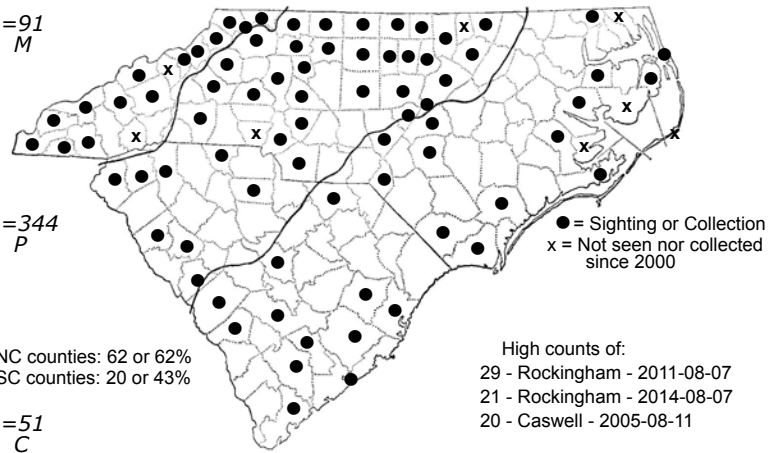 =91
M
=344
P
● = Sighting or Collection
x = Not seen nor collected
since 2000
NC counties: 62 or 62%
SC counties: 20 or 43%
High counts of:
29 - Rockingham - 2011-08-07
21 - Rockingham - 2014-08-07
20 - Caswell - 2005-08-11
=51
C